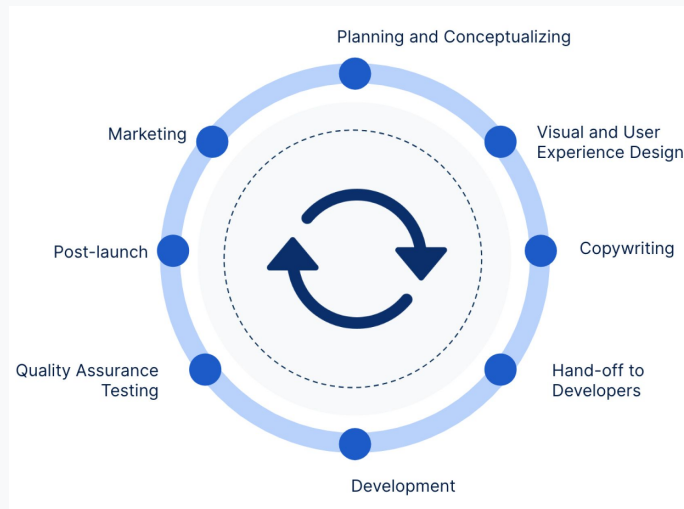 Planning and Conceptualizing
Visual and User
Experience Design
Copywriting
Hand-off to
Developers
Development
Quality Assurance
Testing
Post-launch
Marketing